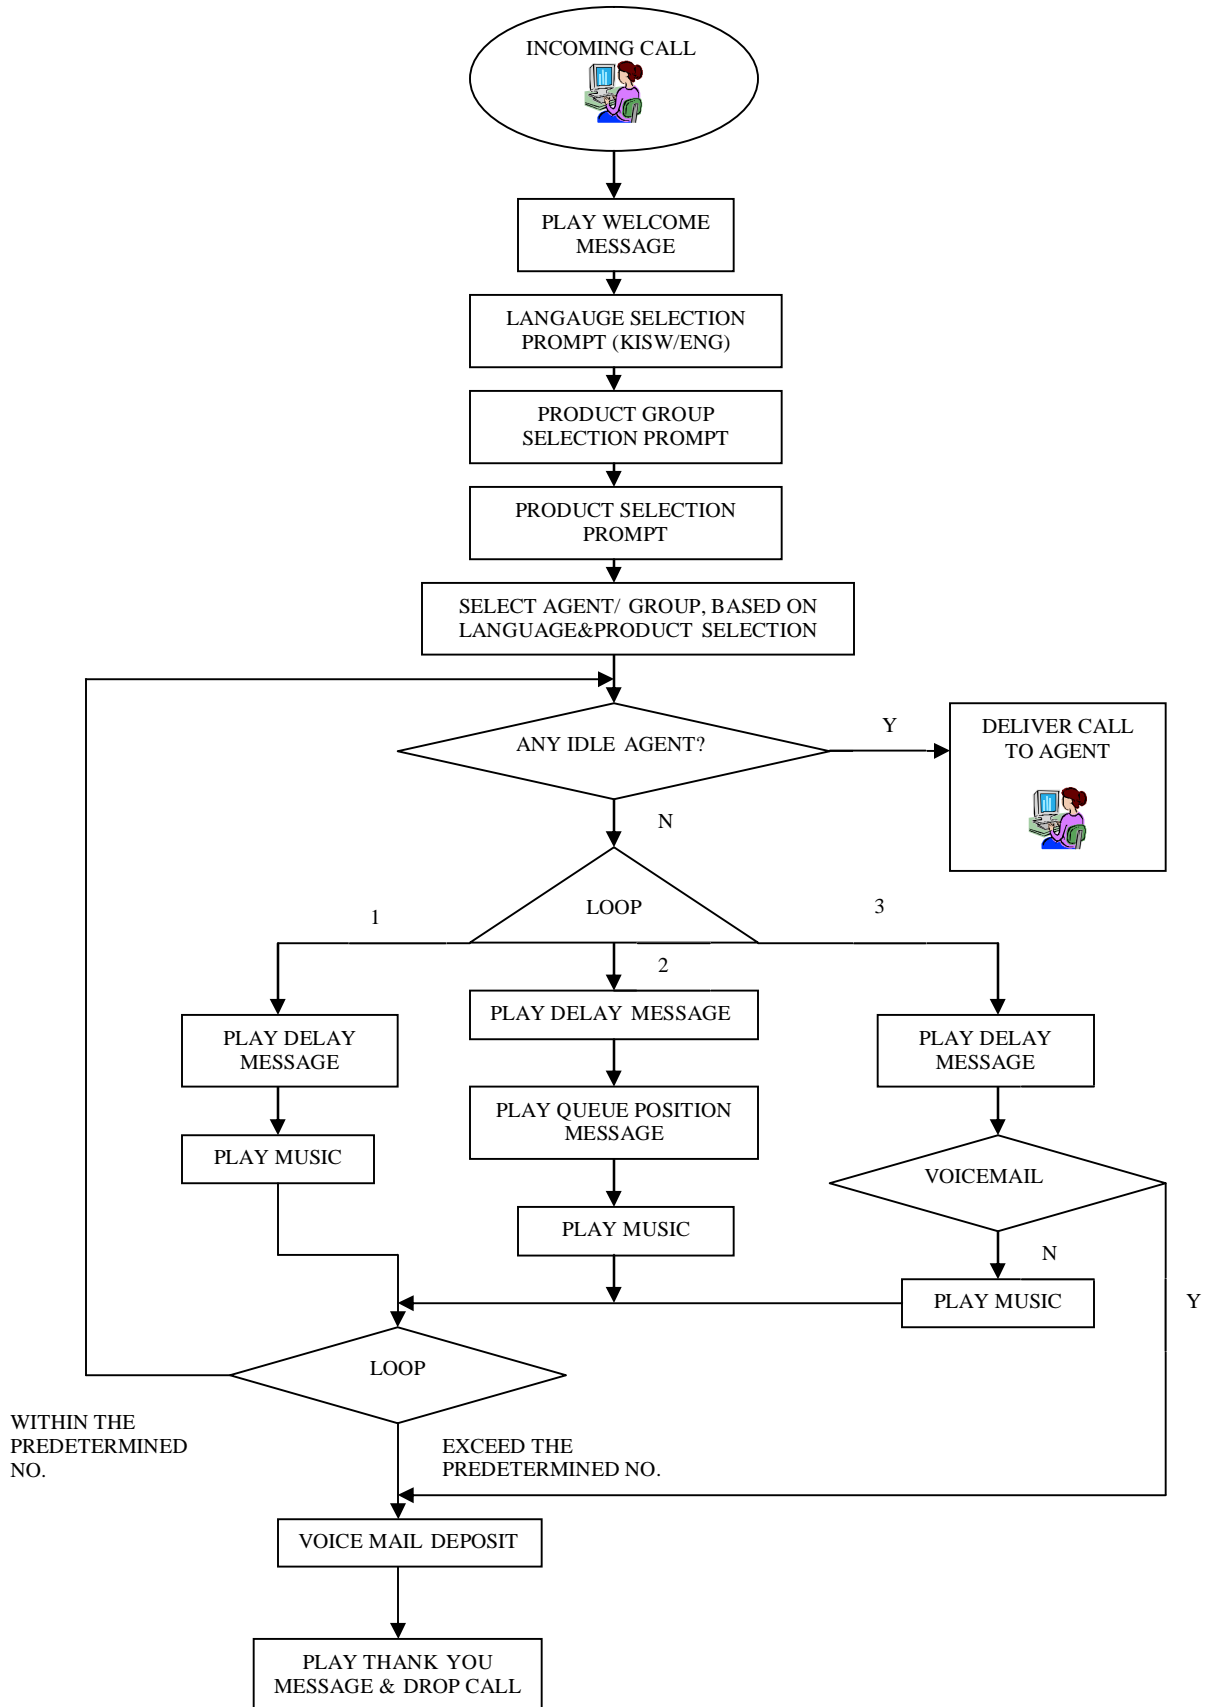 INCOMING CALL
PLAY WELCOME
MESSAGE
LANGAUGE SELECTION
PROMPT (KISW/ENG)
PRODUCT GROUP
SELECTION PROMPT
PRODUCT SELECTION
PROMPT
SELECT AGENT/ GROUP, BASED ON
LANGUAGE&PRODUCT SELECTION
ANY IDLE AGENT?
Y
DELIVER CALL
TO AGENT
N
LOOP
1
2
3
PLAY DELAY
MESSAGE
PLAY MUSIC
PLAY DELAY MESSAGE
PLAY QUEUE POSITION
MESSAGE
PLAY MUSIC
PLAY DELAY
MESSAGE
VOICEMAIL
N
Y
PLAY MUSIC
LOOP
WITHIN THE
PREDETERMINED
NO.
EXCEED THE
PREDETERMINED NO.
VOICE MAIL DEPOSIT
PLAY THANK YOU
MESSAGE & DROP CALL